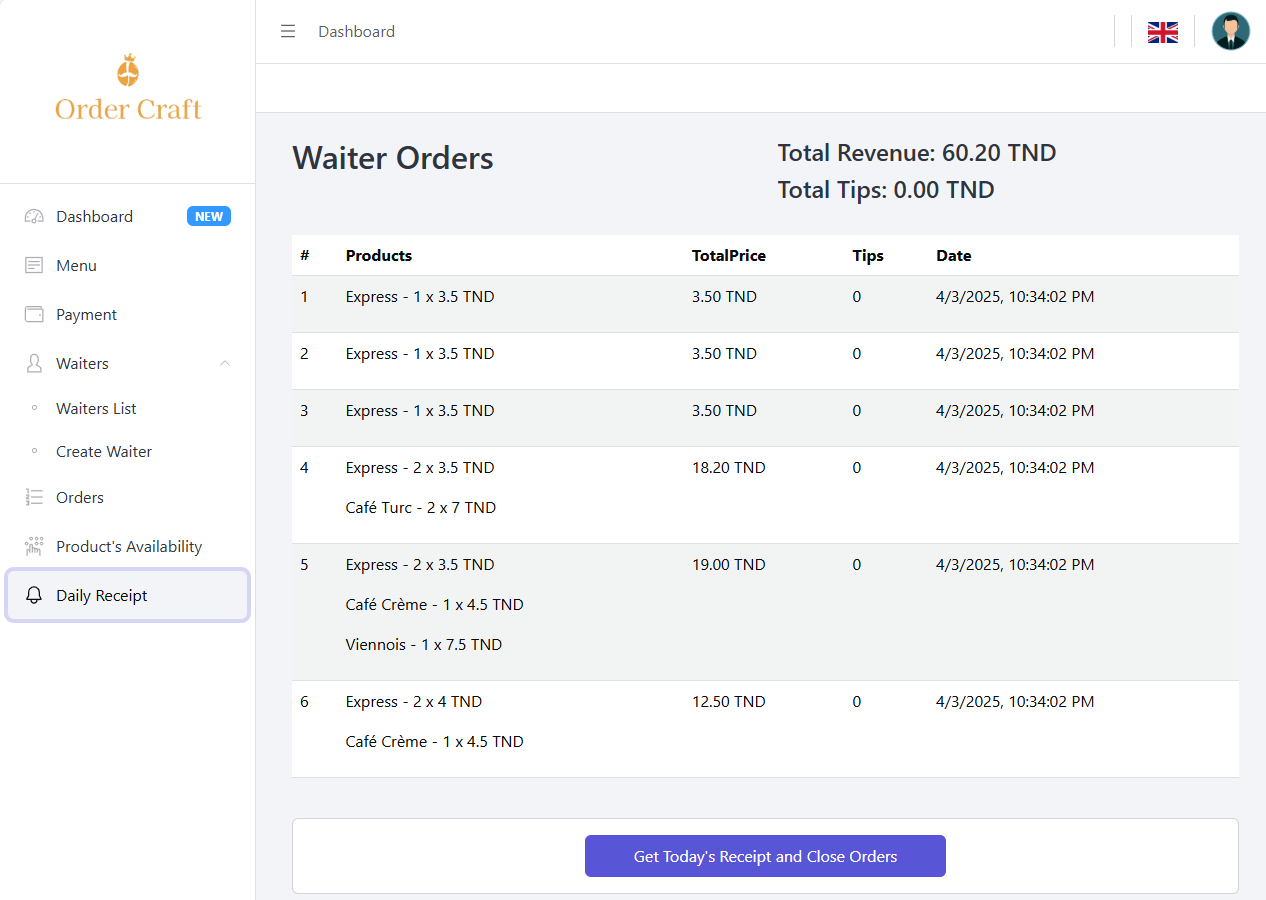 Order Craft
Dashboard NEW
Menu
Payment
Waiters
Waiters List
Create Waiter
Orders
Product's Availability
Daily Receipt
Dashboard
Waiter Orders
Total Revenue: 60.20 TND
Total Tips: 0.00 TND
# Products TotalPrice Tips Date
1 Express - 1 x 3.5 TND 3.50 TND 0 4/3/2025, 10:34:02 PM
2 Express - 1 x 3.5 TND 3.50 TND 0 4/3/2025, 10:34:02 PM
3 Express - 1 x 3.5 TND 3.50 TND 0 4/3/2025, 10:34:02 PM
4 Express - 2 x 3.5 TND 18.20 TND 0 4/3/2025, 10:34:02 PM
Café Turc - 2 x 7 TND
5 Express - 2 x 3.5 TND 19.00 TND 0 4/3/2025, 10:34:02 PM
Café Crème - 1 x 4.5 TND
Viennois - 1 x 7.5 TND
6 Express - 2 x 4 TND 12.50 TND 0 4/3/2025, 10:34:02 PM
Café Crème - 1 x 4.5 TND
Get Today's Receipt and Close Orders